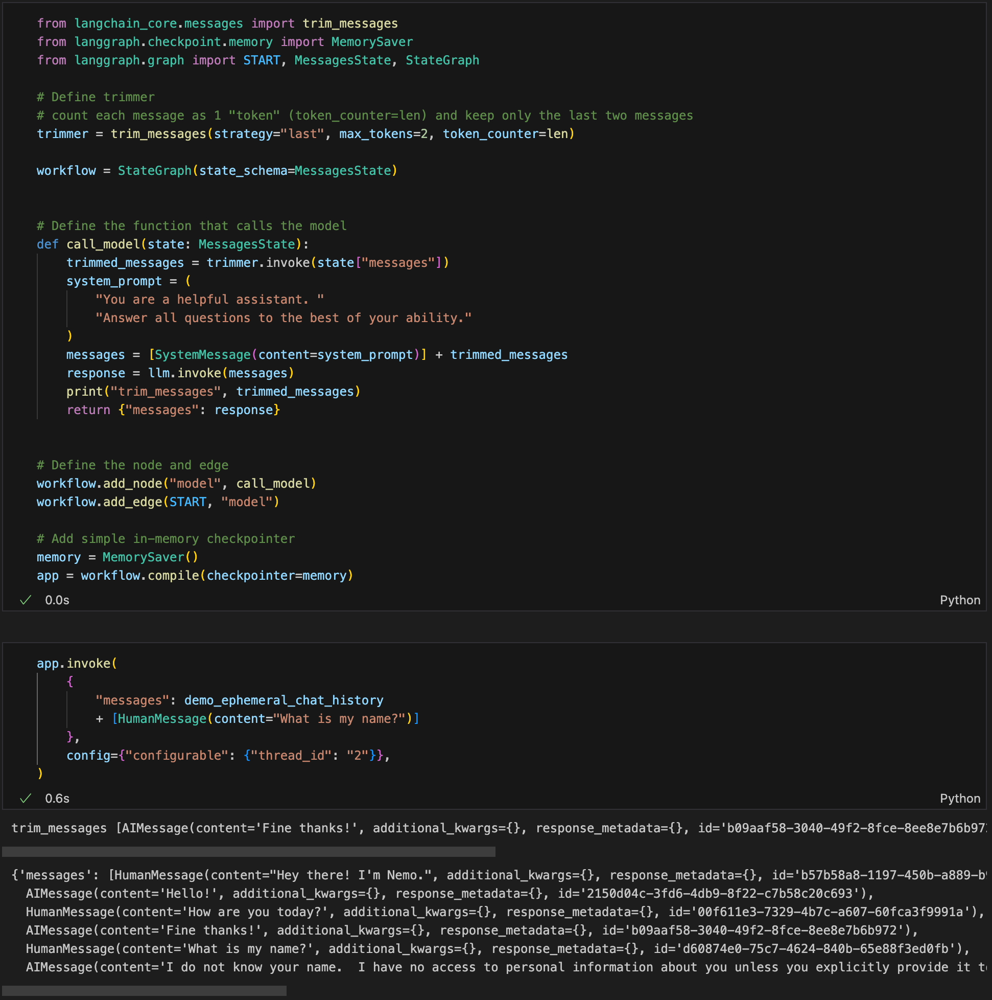 from langchain_core.messages import trim_messages
from langgraph.checkpoint.memory import MemorySaver
from langgraph.graph import START, MessagesState, StateGraph
# Define trimmer
# count each message as 1 "token" (token_counter=len) and keep only the last two messages
trimmer = trim_messages(strategy="last", max_tokens=2, token_counter=len)
workflow = StateGraph(state_schema=MessagesState)
# Define the function that calls the model
def call_model(state: MessagesState):
    trimmed_messages = trimmer.invoke(state["messages"])
    system_prompt = (
        "You are a helpful assistant. "
        "Answer all questions to the best of your ability."
    )
    messages = [SystemMessage(content=system_prompt)] + trimmed_messages
    response = llm.invoke(messages)
    print("trim_messages", trimmed_messages)
    return {"messages": response}
# Define the node and edge
workflow.add_node("model", call_model)
workflow.add_edge(START, "model")
# Add simple in-memory checkpointer
memory = MemorySaver()
app = workflow.compile(checkpointer=memory)
0.0s Python
app.invoke(
    {
        "messages": demo_ephemeral_chat_history
        + [HumanMessage(content="What is my name?")]
    },
    config={"configurable": {"thread_id": "2"}},
)
0.6s Python
trim_messages [AIMessage(content='Fine thanks!', additional_kwargs={}, response_metadata={}, id='b09aaf58-3040-49f2-8fce-8ee8e7b6b972
{'messages': [HumanMessage(content="Hey there! I'm Nemo.", additional_kwargs={}, response_metadata={}, id='b57b58a8-1197-450b-a889-b9
  AIMessage(content='Hello!', additional_kwargs={}, response_metadata={}, id='2150d04c-3fd6-4db9-8f22-c7b58c20c693'),
  HumanMessage(content='How are you today?', additional_kwargs={}, response_metadata={}, id='00f611e3-7329-4b7c-a607-60fca3f9991a'),
  AIMessage(content='Fine thanks!', additional_kwargs={}, response_metadata={}, id='b09aaf58-3040-49f2-8fce-8ee8e7b6b972'),
  HumanMessage(content='What is my name?', additional_kwargs={}, response_metadata={}, id='d60874e0-75c7-4624-840b-65e88f3ed0fb'),
  AIMessage(content='I do not know your name.  I have no access to personal information about you unless you explicitly provide it